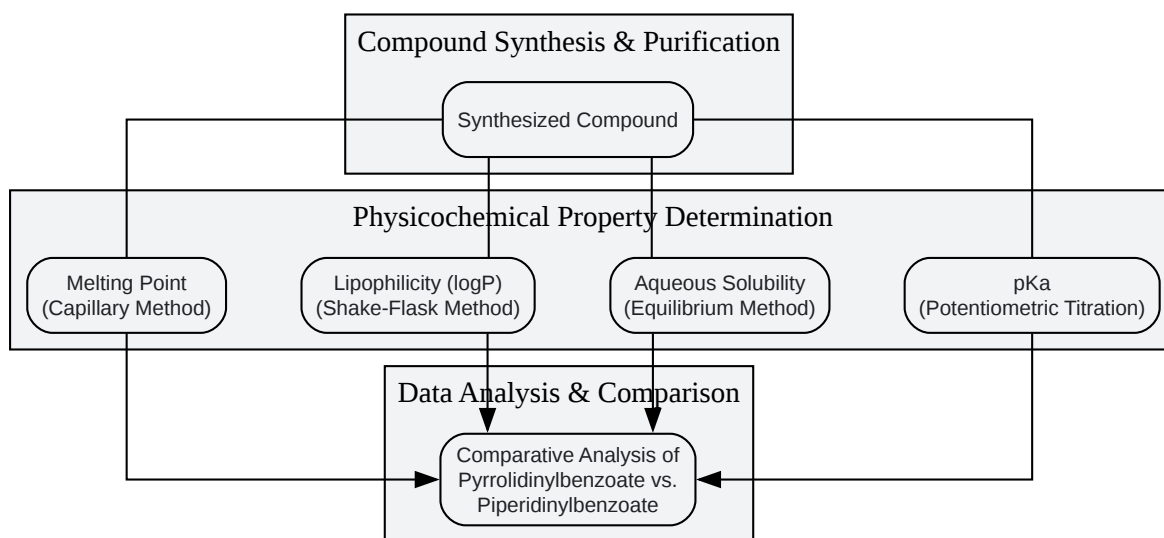 Compound Synthesis & Purification
Synthesized Compound
Physicochemical Property Determination
Melting Point
(Capillary Method)
Lipophilicity (logP)
(Shake-Flask Method)
Aqueous Solubility
(Equilibrium Method)
pKa
(Potentiometric Titration)
Data Analysis & Comparison
Comparative Analysis of
Pyrrolidinylbenzoate vs.
Piperidinylbenzoate